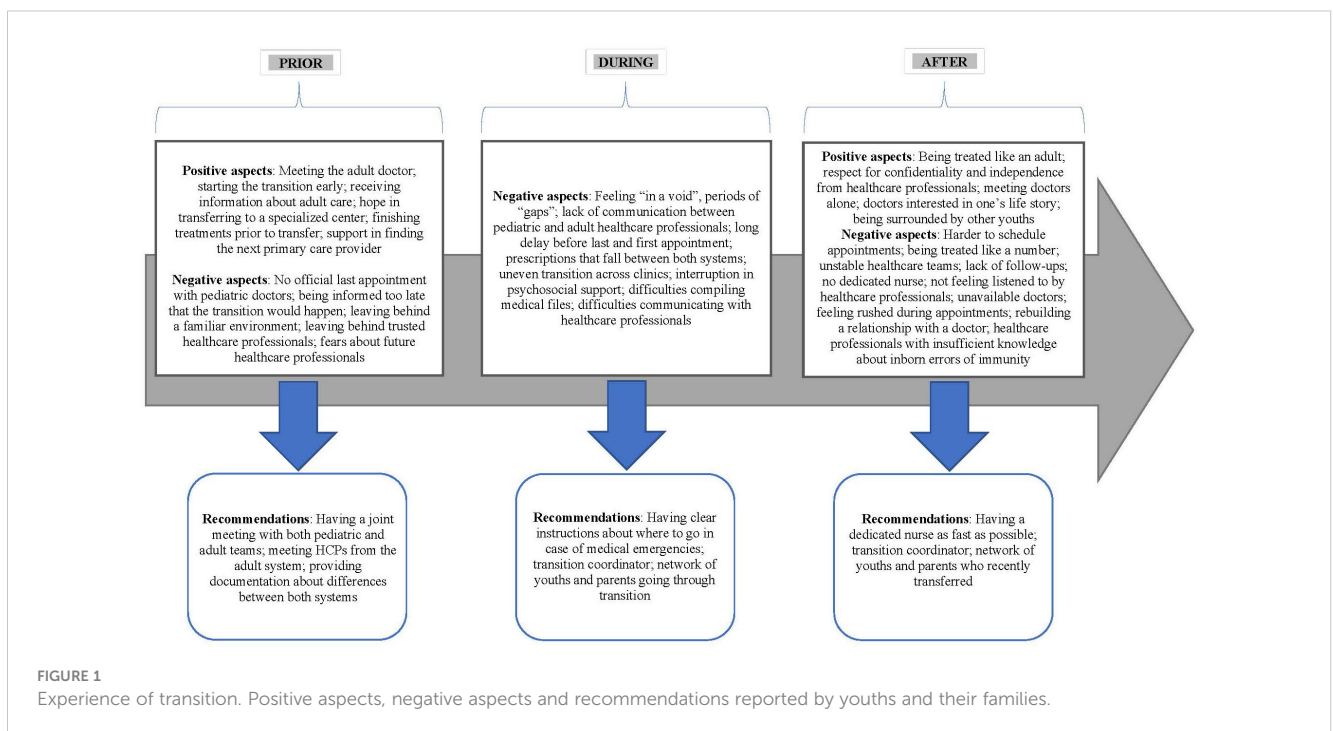 PRIOR
Positive aspects: Meeting the adult doctor;
starting the transition early; receiving
information about adult care; hope in
transferring to a specialized center; finishing
treatments prior to transfer; support in finding
the next primary care provider
Negative aspects: No official last appointment
with pediatric doctors; being informed too late
that the transition would happen; leaving behind
a familiar environment; leaving behind trusted
healthcare professionals; fears about future
healthcare professionals
Recommendations: Having a joint
meeting with both pediatric and
adult teams; meeting HCPs from the
adult system; providing
documentation about differences
between both systems
DURING
Negative aspects: Feeling “in a void”, periods of
“gaps”; lack of communication between
pediatric and adult healthcare professionals; long
delay before last and first appointment;
prescriptions that fall between both systems;
uneven transition across clinics; interruption in
psychosocial support; difficulties compiling
medical files; difficulties communicating with
healthcare professionals
Recommendations: Having clear
instructions about where to go in
case of medical emergencies;
transition coordinator; network of
youths and parents going through
transition
AFTER
Positive aspects: Being treated like an adult;
respect for confidentiality and independence
from healthcare professionals; meeting doctors
alone; doctors interested in one’s life story;
being surrounded by other youths
Negative aspects: Harder to schedule
appointments; being treated like a number;
unstable healthcare teams; lack of follow-ups;
no dedicated nurse; not feeling listened to by
healthcare professionals; unavailable doctors;
feeling rushed during appointments; rebuilding
a relationship with a doctor; healthcare
professionals with insufficient knowledge
about inborn errors of immunity
Recommendations: Having a
dedicated nurse as fast as possible;
transition coordinator; network of
youths and parents who recently
transferred
FIGURE 1
Experience of transition. Positive aspects, negative aspects and recommendations reported by youths and their families.